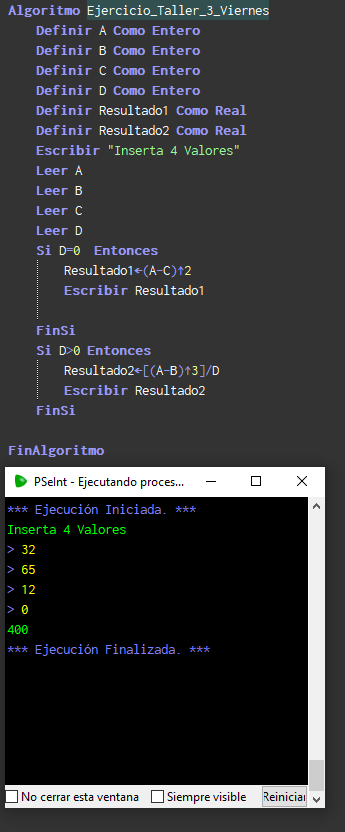 Algoritmo Ejercicio_Taller_3_Viernes
Definir A Como Entero
Definir B Como Entero
Definir C Como Entero
Definir D Como Entero
Definir Resultado1 Como Real
Definir Resultado2 Como Real
Escribir "Inserta 4 Valores"
Leer A
Leer B
Leer C
Leer D
Si D=0 Entonces
Resultado1←(A-C)↑2
Escribir Resultado1
FinSi
Si D>0 Entonces
Resultado2←[(A-B)↑3]/D
Escribir Resultado2
FinSi
FinAlgoritmo
PSeInt - Ejecutando proces...
*** Ejecución Iniciada. ***
Inserta 4 Valores
> 32
> 65
> 12
> 0
400
*** Ejecución Finalizada. ***
No cerrar esta ventana Siempre visible Reiniciar